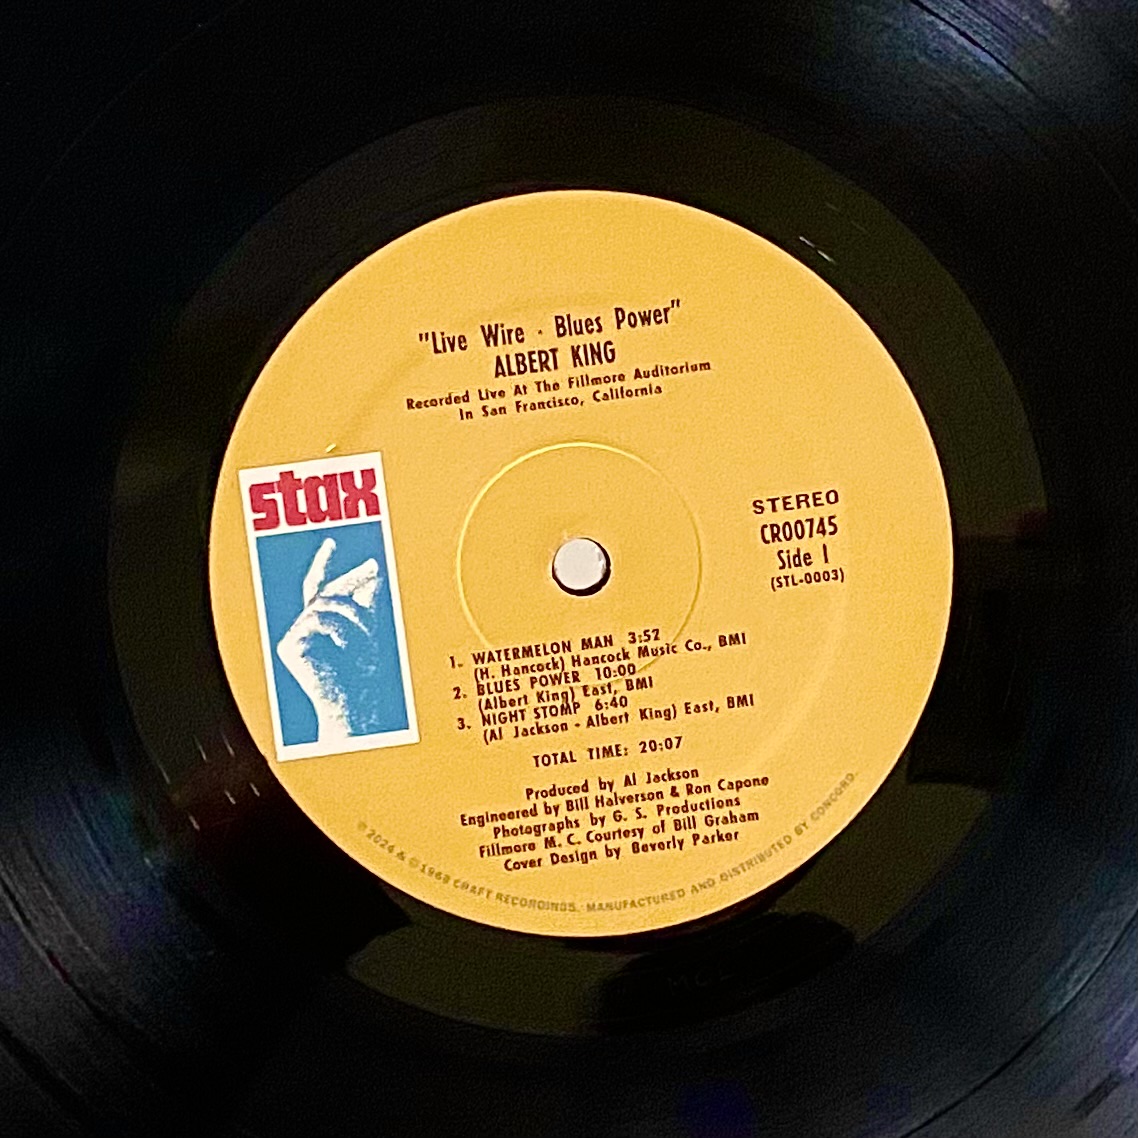 "Live Wire - Blues Power"
ALBERT KING
Recorded Live At The Fillmore Auditorium
In San Francisco, California
stax
STEREO
CR00745
Side 1
(STL-0003)
1. WATERMELON MAN 3:52
(H. Hancock) Hancock Music Co., BMI
2. BLUES POWER 10:00
(Albert King) East, BMI
3. NIGHT STOMP 6:40
(Al Jackson - Albert King) East, BMI
TOTAL TIME: 20:07
Produced by Al Jackson
Engineered by Bill Halverson & Ron Capone
Photographs by G. S. Productions
Fillmore M. C. Courtesy of Bill Graham
Cover Design by Beverly Parker
℗ 2024 & © 1968 CRAFT RECORDINGS. MANUFACTURED AND DISTRIBUTED BY CONCORD.